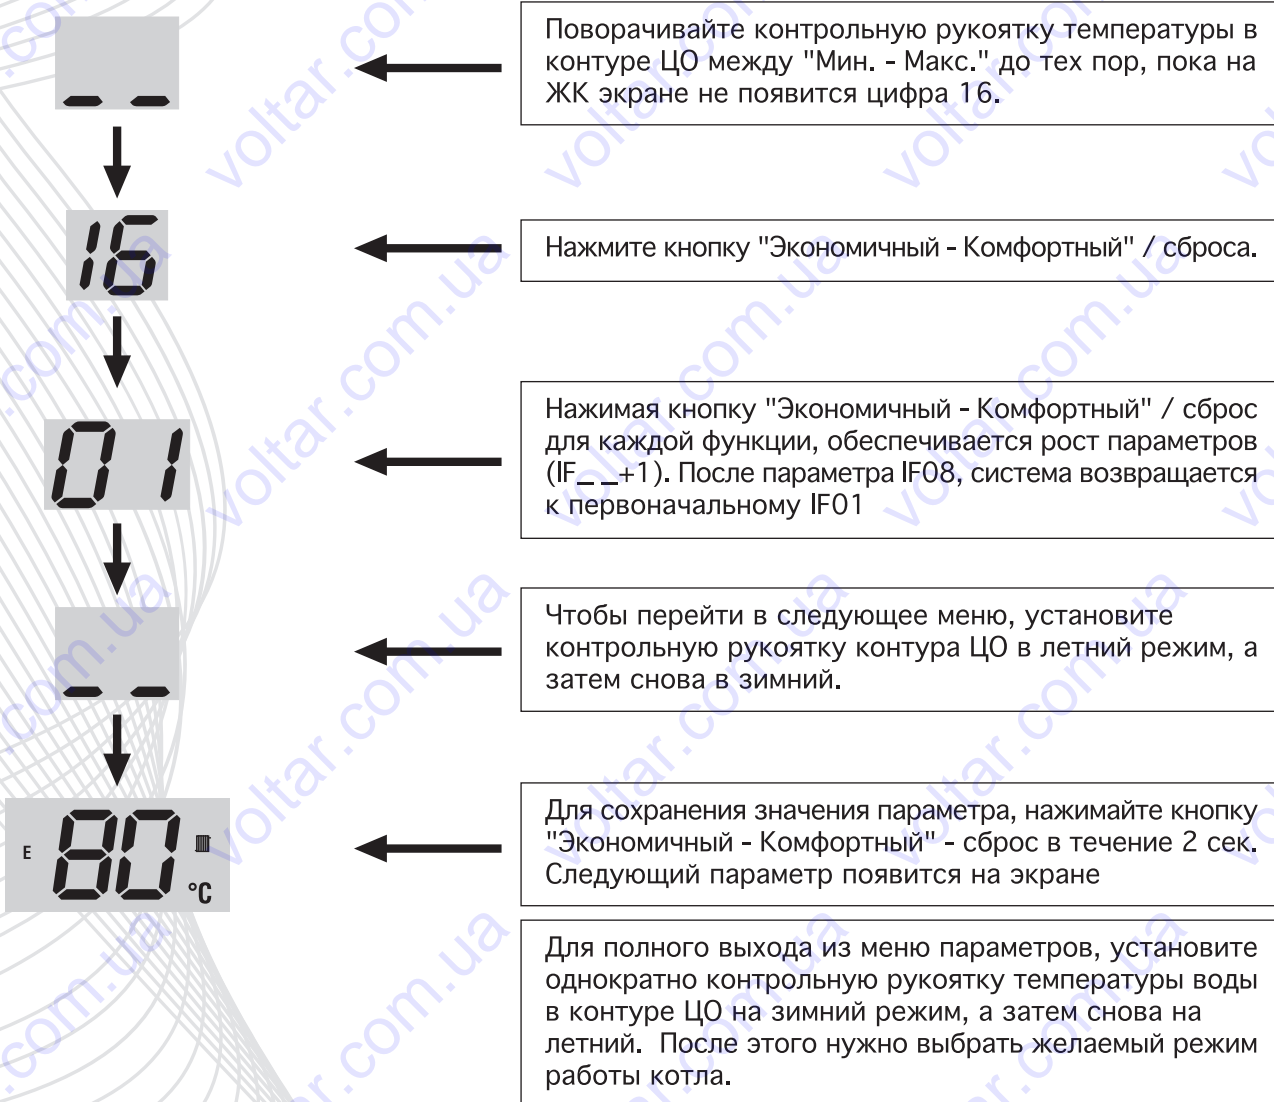 Поворачивайте контрольную рукоятку температуры в
контуре ЦО между "Мин. - Макс." до тех пор, пока на
ЖК экране не появится цифра 16.
16
Нажмите кнопку "Экономичный - Комфортный" / сброса.
01
Нажимая кнопку "Экономичный - Комфортный" / сброс
для каждой функции, обеспечивается рост параметров
(IF_ _+1). После параметра IF08, система возвращается
к первоначальному IF01
Чтобы перейти в следующее меню, установите
контрольную рукоятку контура ЦО в летний режим, а
затем снова в зимний.
E 80 °C
Для сохранения значения параметра, нажимайте кнопку
"Экономичный - Комфортный" - сброс в течение 2 сек.
Следующий параметр появится на экране
Для полного выхода из меню параметров, установите
однократно контрольную рукоятку температуры воды
в контуре ЦО на зимний режим, а затем снова на
летний. После этого нужно выбрать желаемый режим
работы котла.
voltar.com.ua